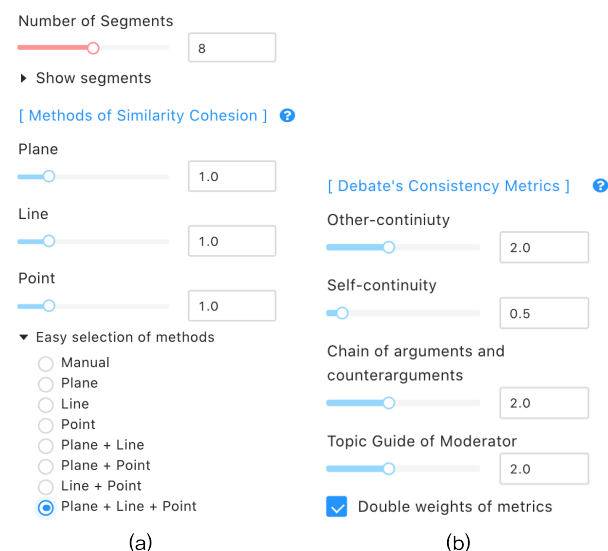 Number of Segments
8
Show segments
[ Methods of Similarity Cohesion ] ?
Plane
1.0
Line
1.0
Point
1.0
Easy selection of methods
Manual
Plane
Line
Point
Plane + Line
Plane + Point
Line + Point
Plane + Line + Point
(a)
[ Debate's Consistency Metrics ] ?
Other-continiuty
2.0
Self-continuity
0.5
Chain of arguments and
counterarguments
2.0
Topic Guide of Moderator
2.0
Double weights of metrics
(b)